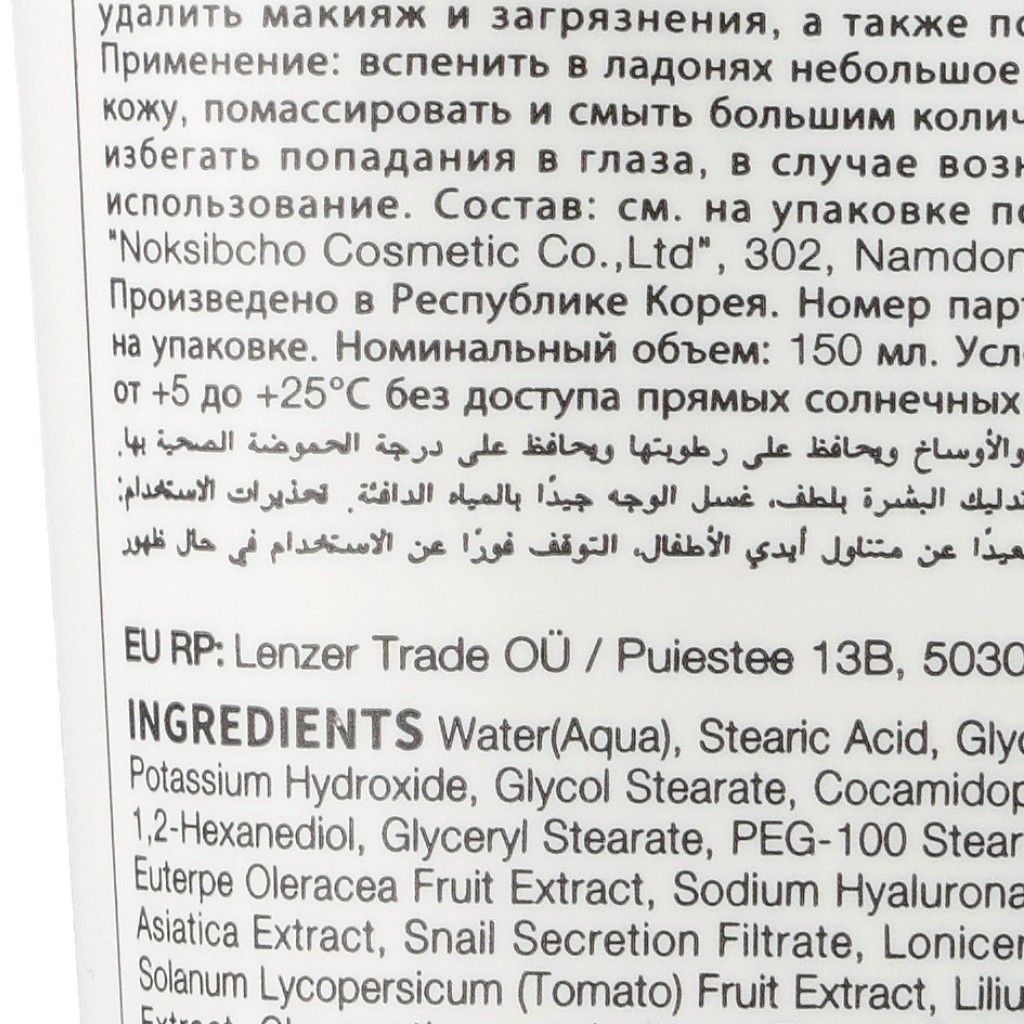 удалить макияж и загрязнения, а также по
Применение: вспенить в ладонях небольшое
кожу, помассировать и смыть большим колич
избегать попадания в глаза, в случае возн
использование. Состав: см. на упаковке по
"Noksibcho Cosmetic Co.,Ltd", 302, Namdon
Произведено в Республике Корея. Номер парт
на упаковке. Номинальный объем: 150 мл. Усл
от +5 до +25°C без доступа прямых солнечных
والأوساخ ويحافظ على رطوبتها ويحافظ على درجة الحموضة الصحية بها.
تدليك البشرة بلطف، غسل الوجه جيدًا بالمياه الدافئة. تحذيرات الاستخدام:
بعيدًا عن متناول أيدي الأطفال، التوقف فورًا عن الاستخدام في حال ظهور
EU RP: Lenzer Trade OÜ / Puiestee 13B, 5030
INGREDIENTS Water(Aqua), Stearic Acid, Glyc
Potassium Hydroxide, Glycol Stearate, Cocamidop
1,2-Hexanediol, Glyceryl Stearate, PEG-100 Stear
Euterpe Oleracea Fruit Extract, Sodium Hyalurona
Asiatica Extract, Snail Secretion Filtrate, Lonicer
Solanum Lycopersicum (Tomato) Fruit Extract, Liliu
Extract,